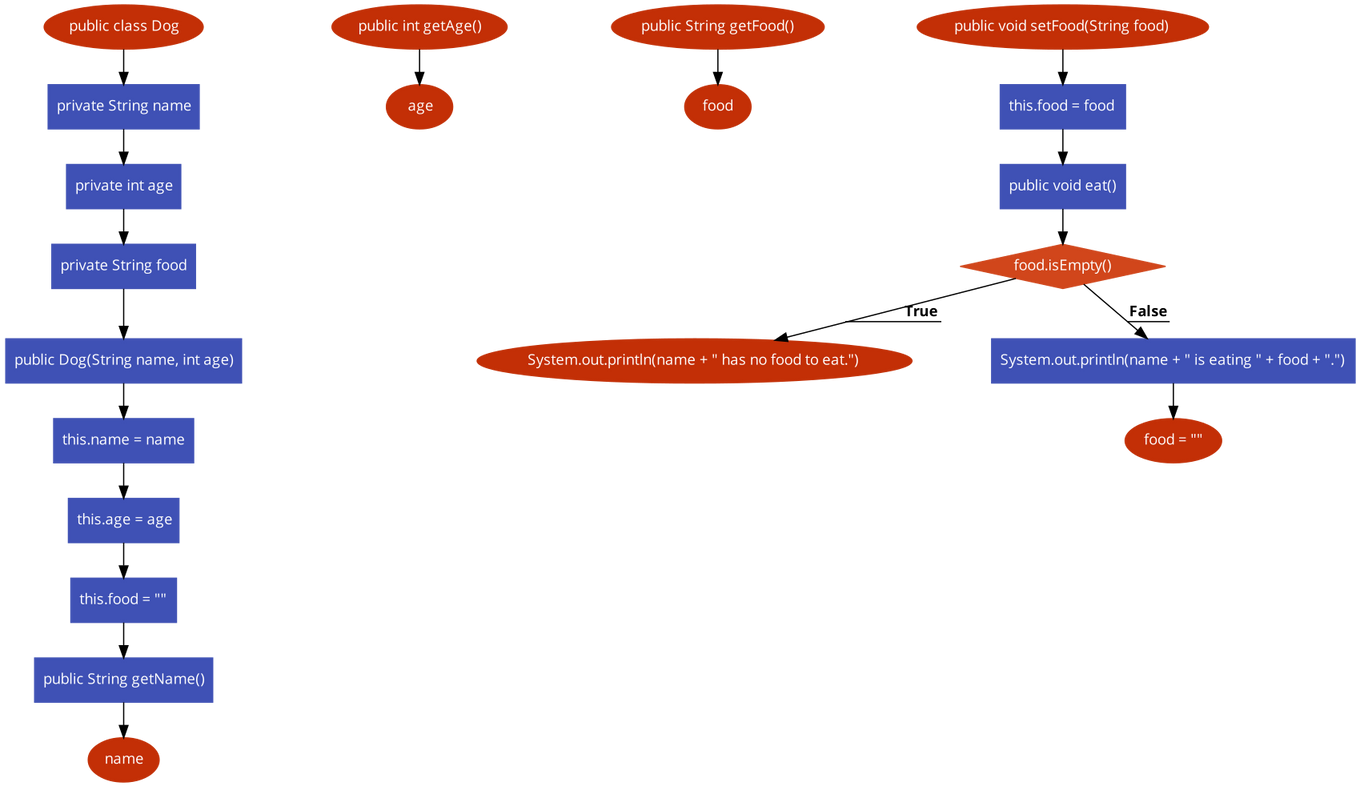 public class Dog
private String name
private int age
private String food
public Dog(String name, int age)
this.name = name
this.age = age
this.food = ""
public String getName()
name
public int getAge()
age
public String getFood()
food
public void setFood(String food)
this.food = food
public void eat()
food.isEmpty()
True
False
System.out.println(name + " has no food to eat.")
System.out.println(name + " is eating " + food + ".")
food = ""